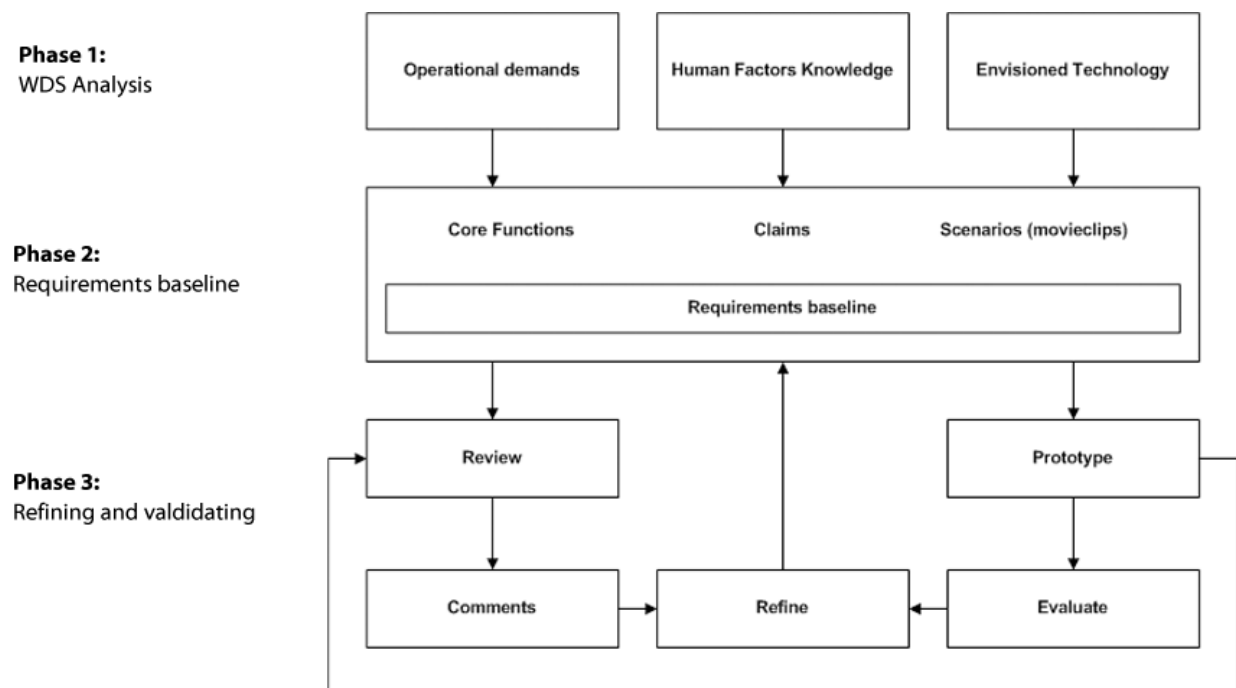 Phase 1:
WDS Analysis
Operational demands
Human Factors Knowledge
Envisioned Technology
Phase 2:
Requirements baseline
Core Functions
Claims
Scenarios (movieclips)
Requirements baseline
Phase 3:
Refining and valdidating
Review
Prototype
Comments
Refine
Evaluate